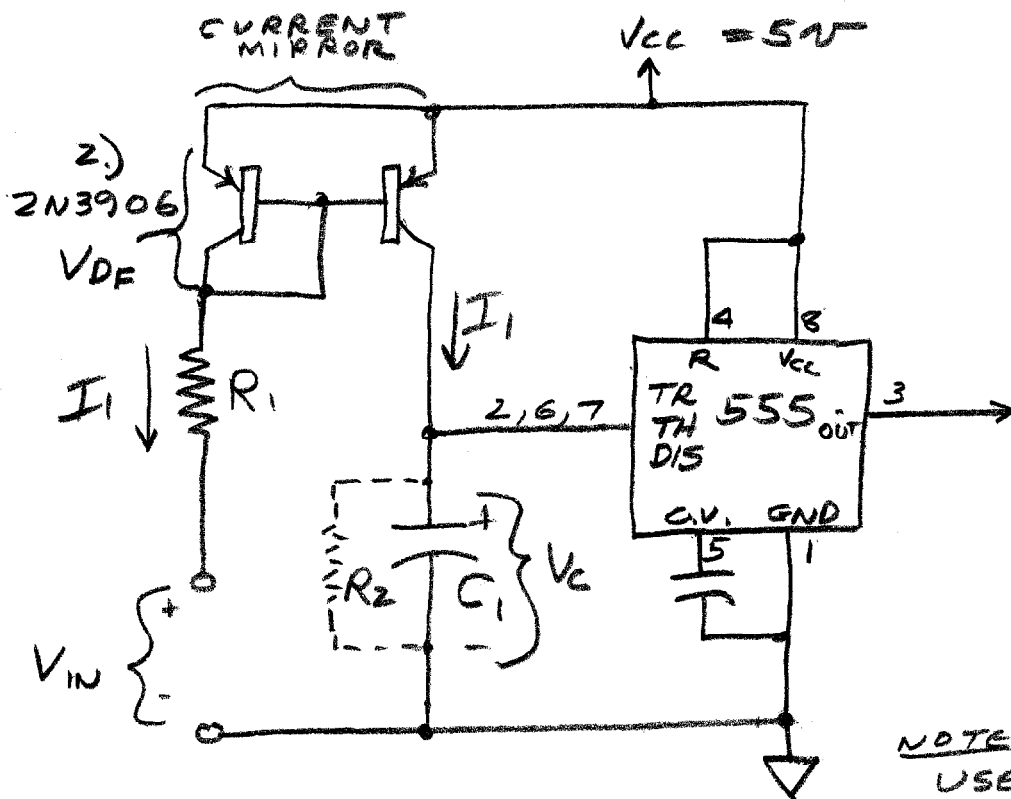 CURRENT
MIRROR
VCC = 5V
2.)
2N3906
VDF
I1
I1
R1
2, 6, 7
4
8
R
VCC
TR
TH
DIS
555
OUT
3
C.V.
GND
5
1
R2
C1
+
VC
+
VIN
-
NOTE
USE